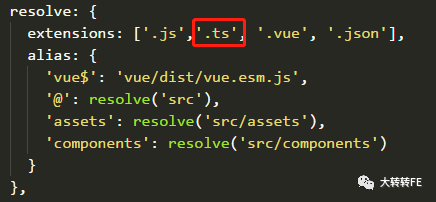 resolve: {
extensions: ['.js','.ts', '.vue', '.json'],
alias: {
'vue$': 'vue/dist/vue.esm.js',
'@': resolve('src'),
'assets': resolve('src/assets'),
'components': resolve('src/components')
}
},
大转转FE